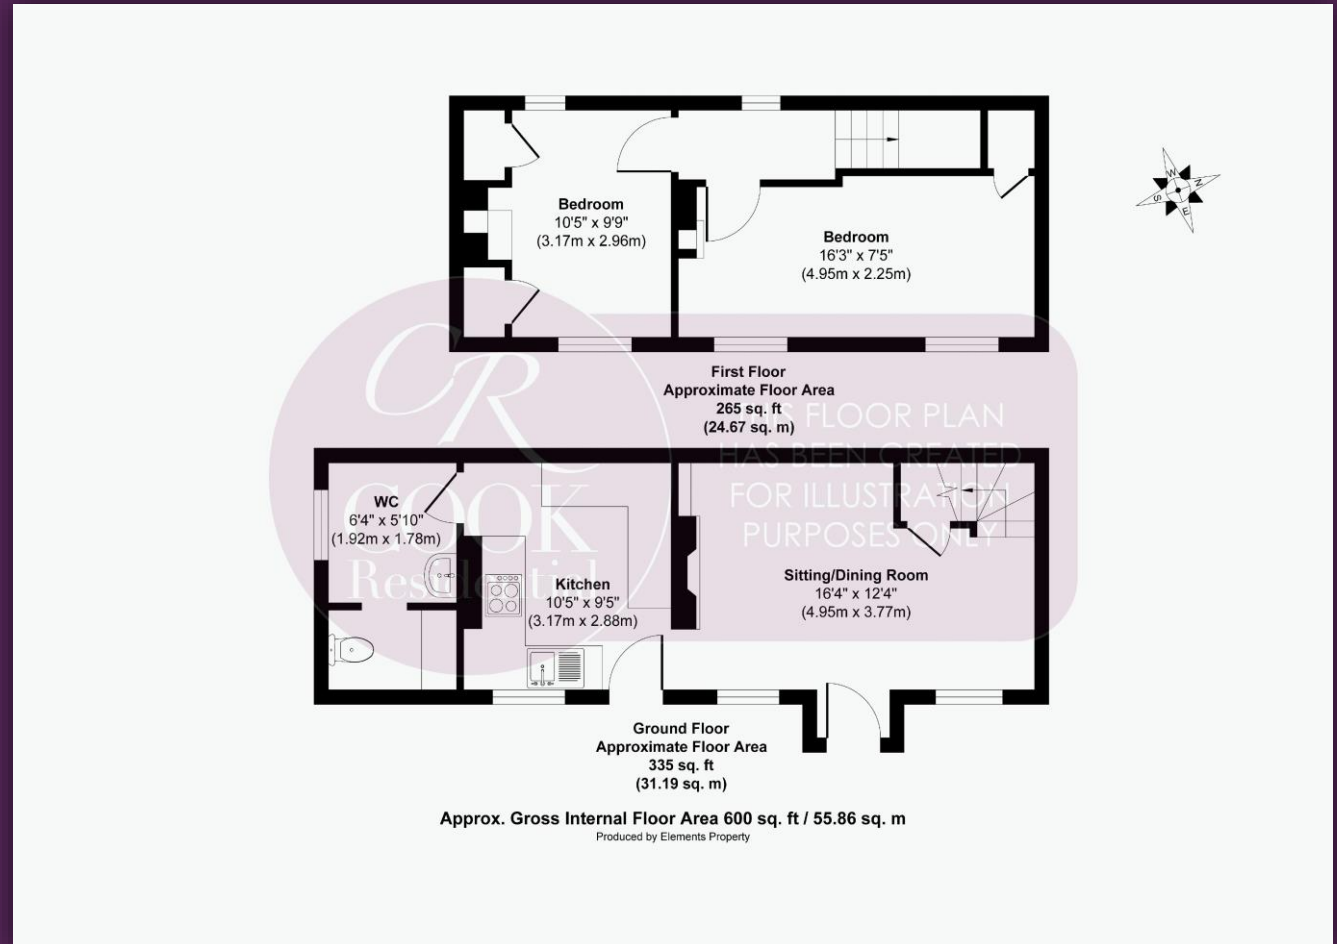 Bedroom
10'5" x 9'9"
(3.17m x 2.96m)
Bedroom
16'3" x 7'5"
(4.95m x 2.25m)
W
N
S
E
First Floor
Approximate Floor Area
265 sq. ft
(24.67 sq. m)
CR
COOK
Residential
THIS FLOOR PLAN
HAS BEEN CREATED
FOR ILLUSTRATION
PURPOSES ONLY
WC
6'4" x 5'10"
(1.92m x 1.78m)
Kitchen
10'5" x 9'5"
(3.17m x 2.88m)
Sitting/Dining Room
16'4" x 12'4"
(4.95m x 3.77m)
Ground Floor
Approximate Floor Area
335 sq. ft
(31.19 sq. m)
Approx. Gross Internal Floor Area 600 sq. ft / 55.86 sq. m
Produced by Elements Property